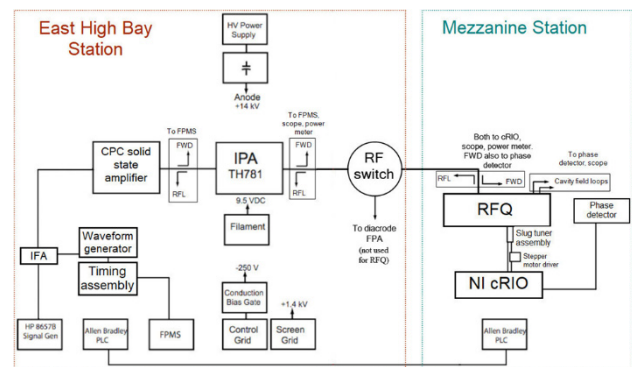 East High Bay
Station
HV Power
Supply
Anode
+14 kV
Mezzanine Station
To FPMS
FWD
RFL
CPC solid
state
amplifier
IPA
TH781
To FPMS,
scope, power
meter
FWD
RFL
RF
switch
To diacrode
FPA
(not used
for RFQ)
Both to cRIO,
scope, power meter.
FWD also to phase
detector
RFL
FWD
To phase
detector, scope
Cavity field loops
RFQ
Phase
detector
9.5 VDC
Filament
Slug tuner
assembly
Stepper
motor driver
NI cRIO
IFA
Waveform
generator
Timing
assembly
-250 V
Conduction
Bias Gate
Control
Grid
+1.4 kV
Screen
Grid
HP 8657B
Signal Gen
Allen Bradley
PLC
FPMS
Allen Bradley
PLC